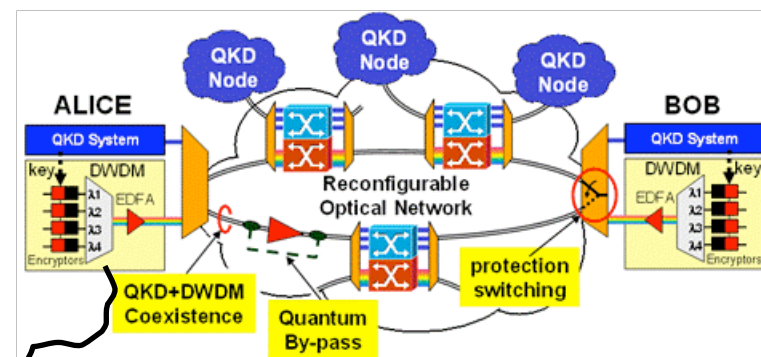 QKD
Node
QKD
Node
QKD
Node
ALICE
BOB
QKD System
QKD System
key
DWDM
EDFA
λ1
λ2
λ3
λ4
Encryptors
Reconfigurable
Optical Network
DWDM
key
EDFA
λ1
λ2
λ3
λ4
Encryptors
QKD+DWDM
Coexistence
Quantum
By-pass
protection
switching